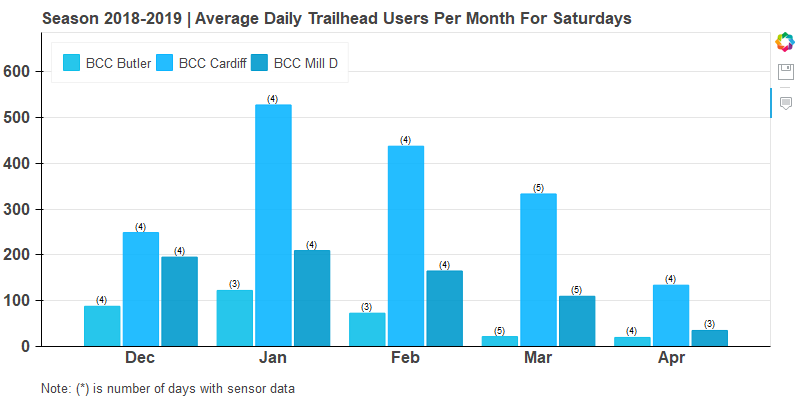 Season 2018-2019 | Average Daily Trailhead Users Per Month For Saturdays
BCC Butler BCC Cardiff BCC Mill D
600
500
400
300
200
100
0
(4) (4) (4)
(3) (4) (4)
(3) (4) (4)
(5) (5) (5)
(4) (4) (3)
Dec Jan Feb Mar Apr
Note: (*) is number of days with sensor data